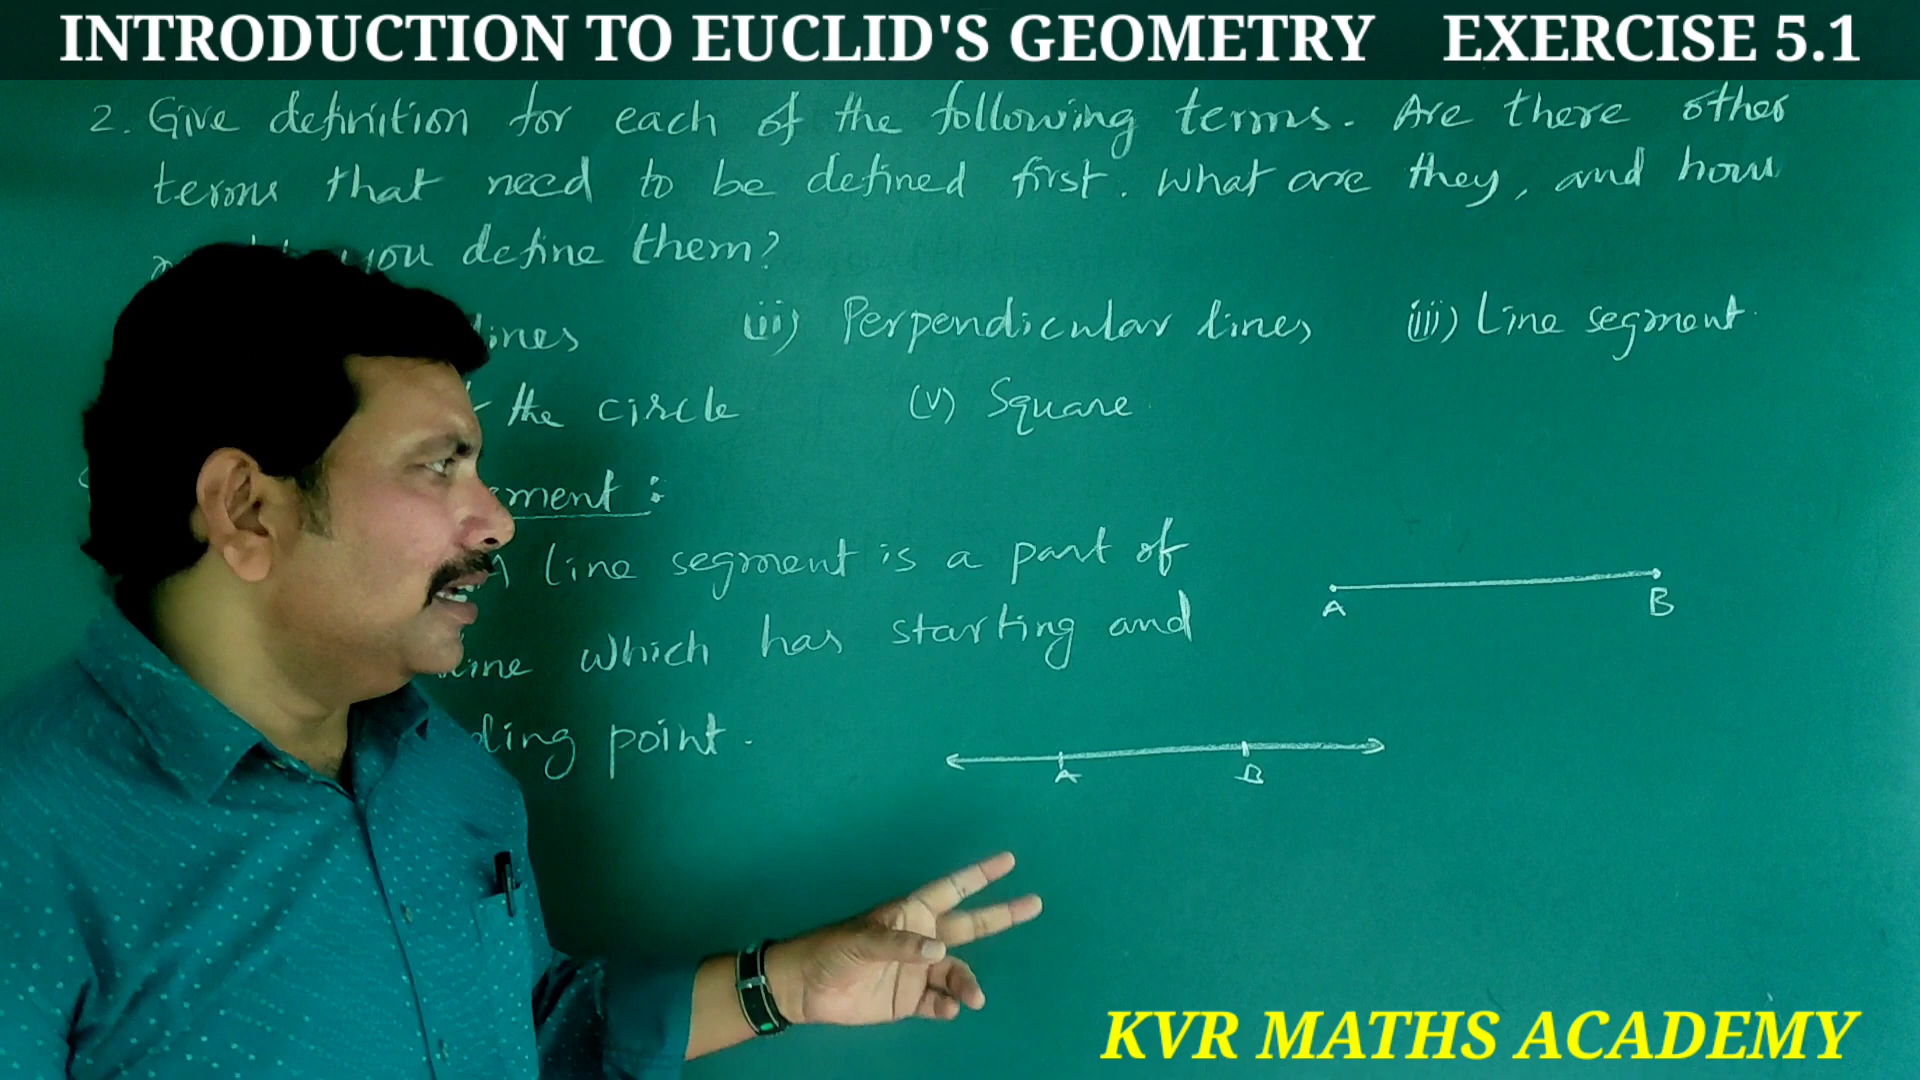 INTRODUCTION TO EUCLID'S GEOMETRY EXERCISE 5.1
2. Give definition for each of the following terms. Are there other
terms that need to be defined first. What are they, and how
you define them?
lines (ii) Perpendicular lines (iii) Line segment.
the circle (v) Square
ment :
A line segment is a part of
line which has starting and
ding point.
A B
A B
KVR MATHS ACADEMY